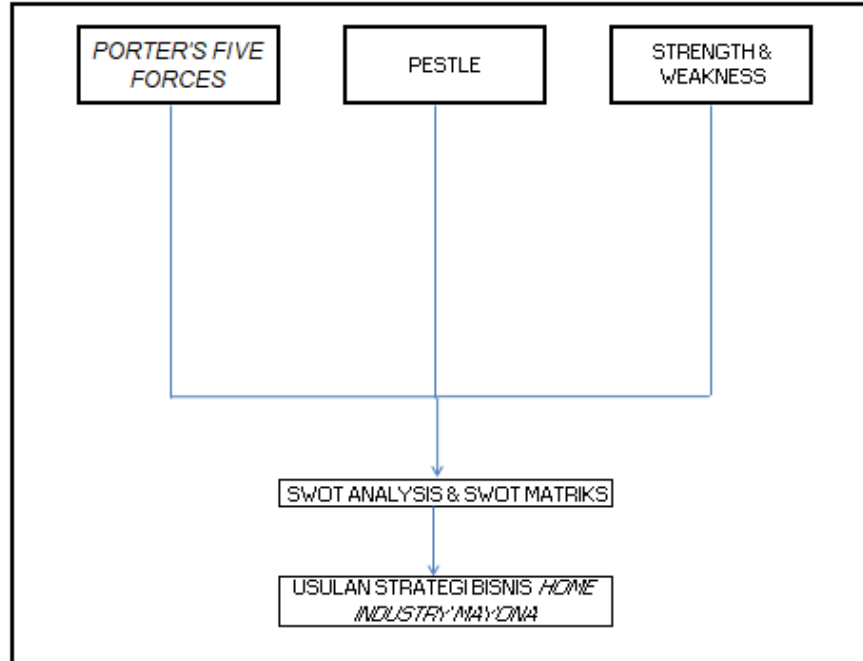 PORTER'S FIVE
FORCES
PESTLE
STRENGTH &
WEAKNESS
SWOT ANALYSIS & SWOT MATRIKS
USULAN STRATEGI BISNIS HOME
INDUSTRY MAYONA